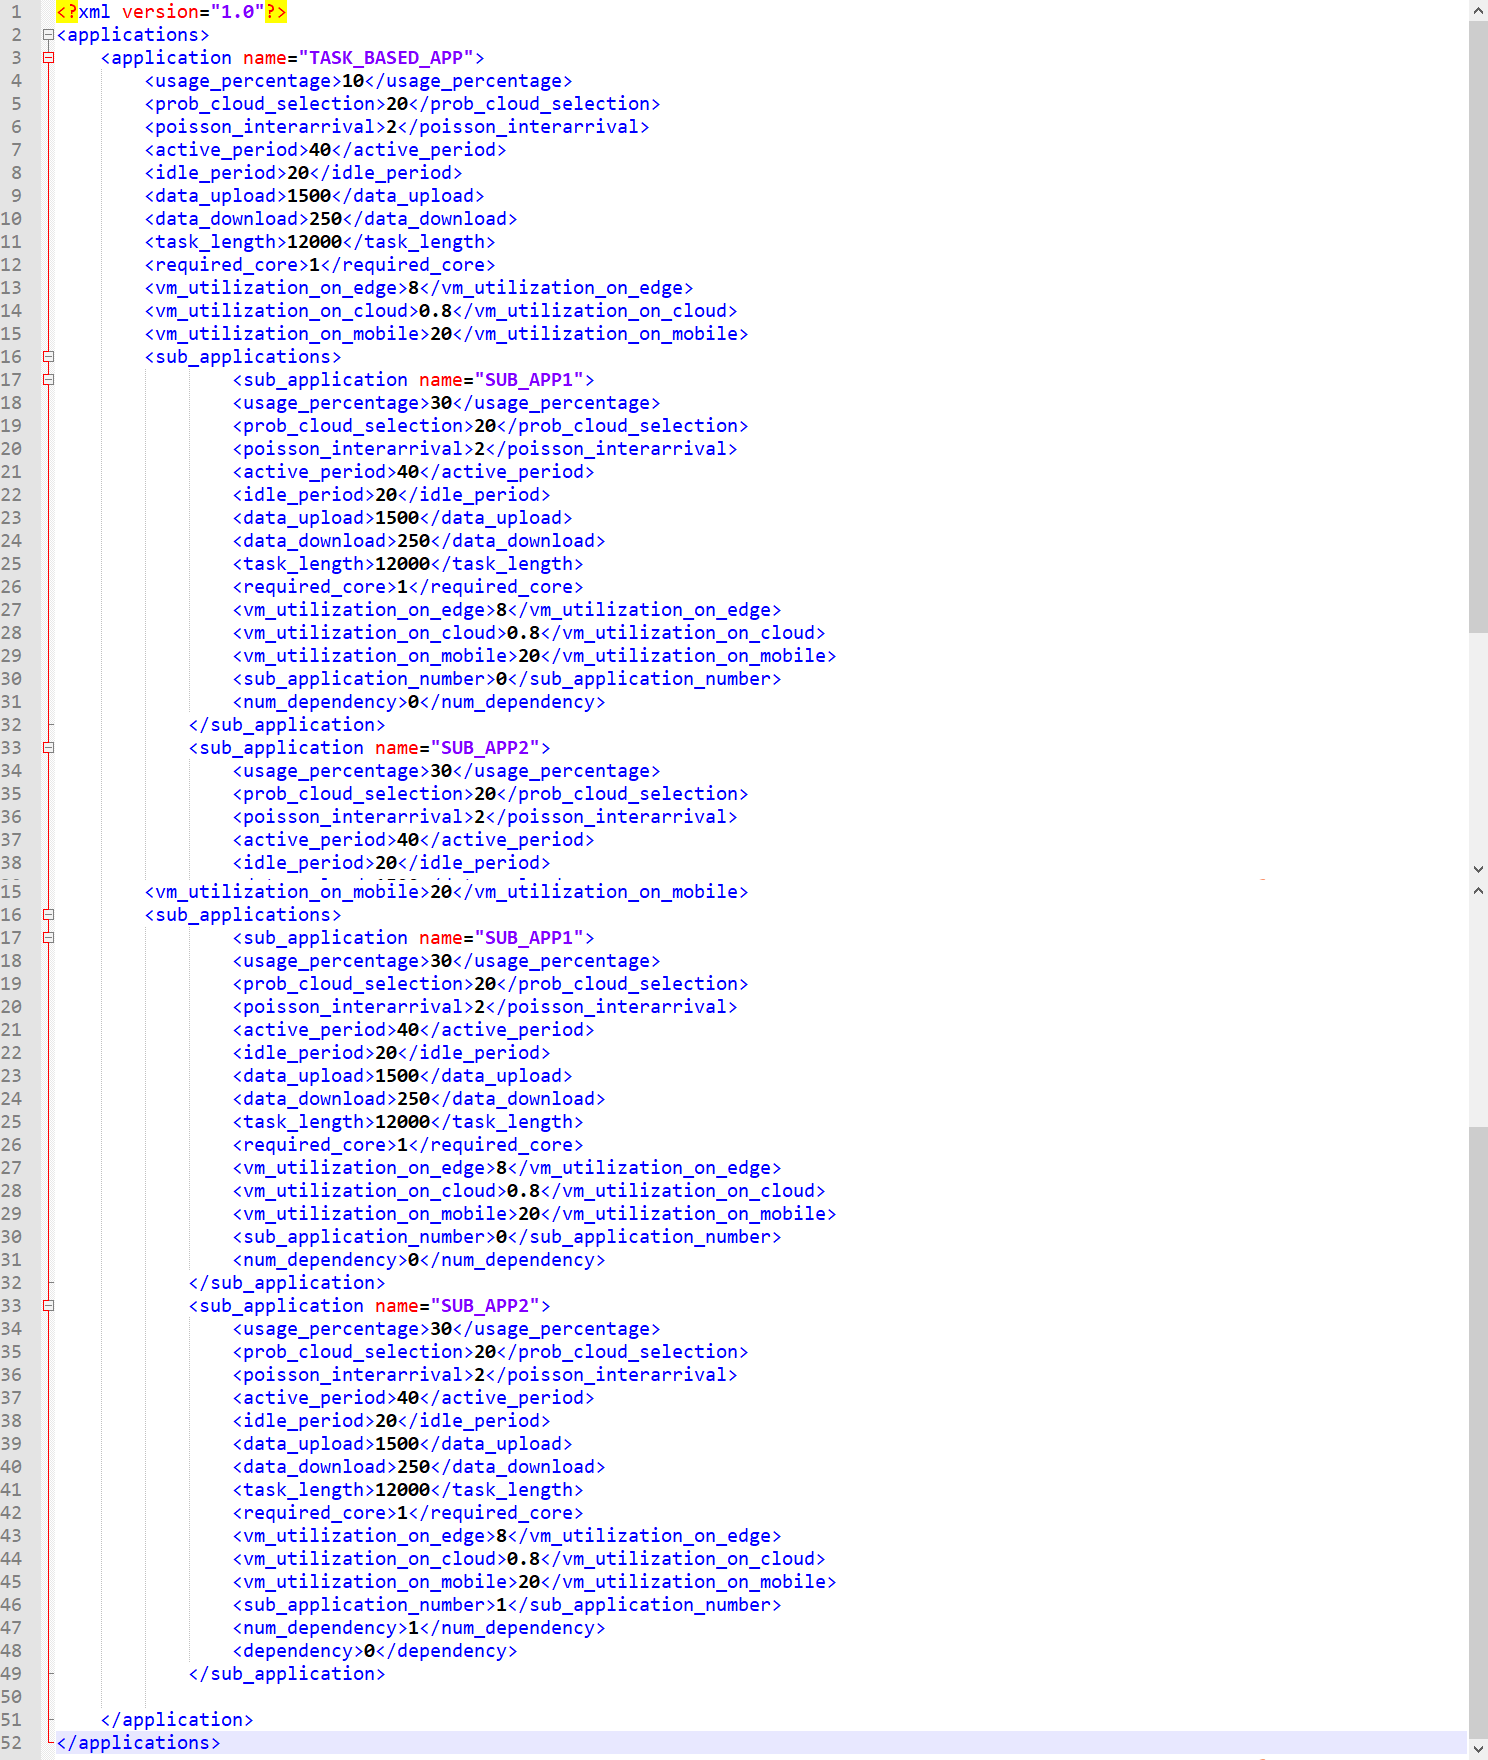 1 <?xml version="1.0"?>
2 <applications>
3 <application name="TASK_BASED_APP">
4 <usage_percentage>10</usage_percentage>
5 <prob_cloud_selection>20</prob_cloud_selection>
6 <poisson_interarrival>2</poisson_interarrival>
7 <active_period>40</active_period>
8 <idle_period>20</idle_period>
9 <data_upload>1500</data_upload>
10 <data_download>250</data_download>
11 <task_length>12000</task_length>
12 <required_core>1</required_core>
13 <vm_utilization_on_edge>8</vm_utilization_on_edge>
14 <vm_utilization_on_cloud>0.8</vm_utilization_on_cloud>
15 <vm_utilization_on_mobile>20</vm_utilization_on_mobile>
16 <sub_applications>
17 <sub_application name="SUB_APP1">
18 <usage_percentage>30</usage_percentage>
19 <prob_cloud_selection>20</prob_cloud_selection>
20 <poisson_interarrival>2</poisson_interarrival>
21 <active_period>40</active_period>
22 <idle_period>20</idle_period>
23 <data_upload>1500</data_upload>
24 <data_download>250</data_download>
25 <task_length>12000</task_length>
26 <required_core>1</required_core>
27 <vm_utilization_on_edge>8</vm_utilization_on_edge>
28 <vm_utilization_on_cloud>0.8</vm_utilization_on_cloud>
29 <vm_utilization_on_mobile>20</vm_utilization_on_mobile>
30 <sub_application_number>0</sub_application_number>
31 <num_dependency>0</num_dependency>
32 </sub_application>
33 <sub_application name="SUB_APP2">
34 <usage_percentage>30</usage_percentage>
35 <prob_cloud_selection>20</prob_cloud_selection>
36 <poisson_interarrival>2</poisson_interarrival>
37 <active_period>40</active_period>
38 <idle_period>20</idle_period>
15 <vm_utilization_on_mobile>20</vm_utilization_on_mobile>
16 <sub_applications>
17 <sub_application name="SUB_APP1">
18 <usage_percentage>30</usage_percentage>
19 <prob_cloud_selection>20</prob_cloud_selection>
20 <poisson_interarrival>2</poisson_interarrival>
21 <active_period>40</active_period>
22 <idle_period>20</idle_period>
23 <data_upload>1500</data_upload>
24 <data_download>250</data_download>
25 <task_length>12000</task_length>
26 <required_core>1</required_core>
27 <vm_utilization_on_edge>8</vm_utilization_on_edge>
28 <vm_utilization_on_cloud>0.8</vm_utilization_on_cloud>
29 <vm_utilization_on_mobile>20</vm_utilization_on_mobile>
30 <sub_application_number>0</sub_application_number>
31 <num_dependency>0</num_dependency>
32 </sub_application>
33 <sub_application name="SUB_APP2">
34 <usage_percentage>30</usage_percentage>
35 <prob_cloud_selection>20</prob_cloud_selection>
36 <poisson_interarrival>2</poisson_interarrival>
37 <active_period>40</active_period>
38 <idle_period>20</idle_period>
39 <data_upload>1500</data_upload>
40 <data_download>250</data_download>
41 <task_length>12000</task_length>
42 <required_core>1</required_core>
43 <vm_utilization_on_edge>8</vm_utilization_on_edge>
44 <vm_utilization_on_cloud>0.8</vm_utilization_on_cloud>
45 <vm_utilization_on_mobile>20</vm_utilization_on_mobile>
46 <sub_application_number>1</sub_application_number>
47 <num_dependency>1</num_dependency>
48 <dependency>0</dependency>
49 </sub_application>
50
51 </application>
52 </applications>